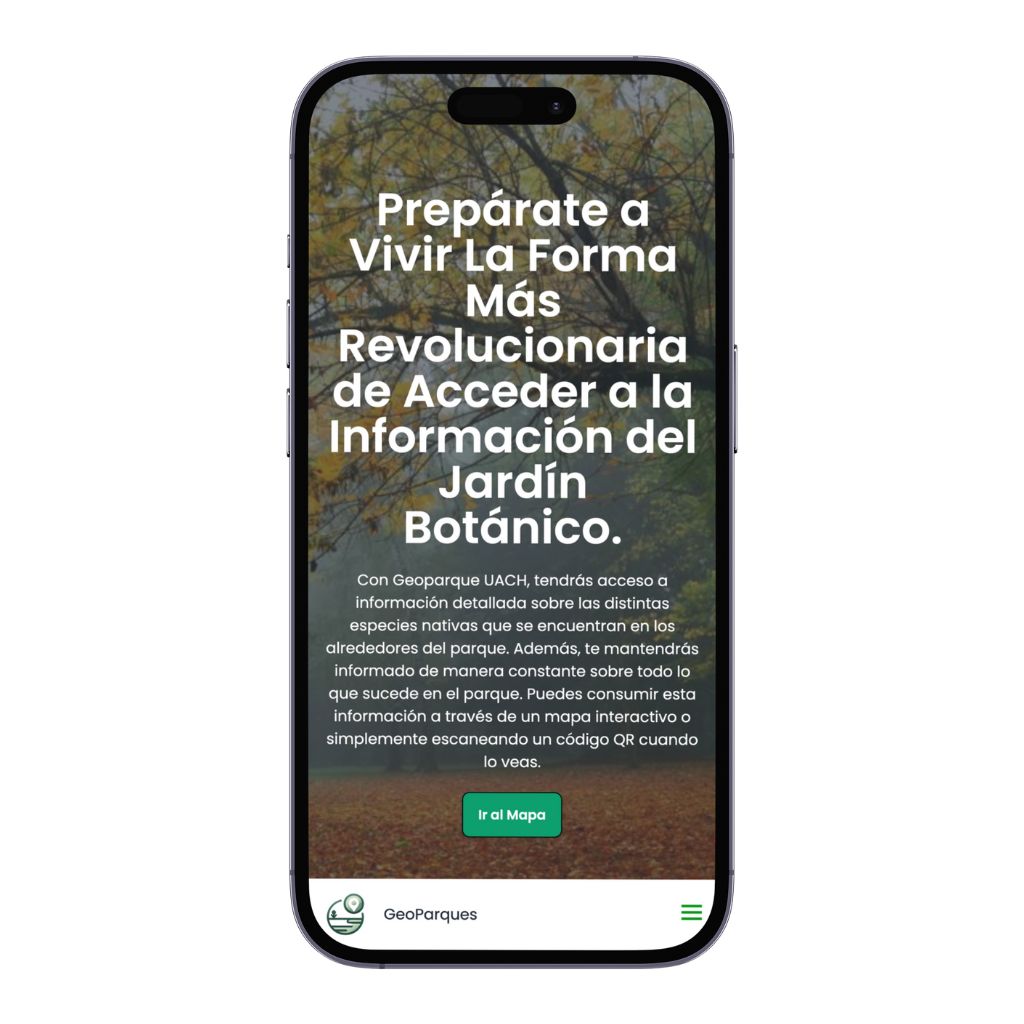 Prepárate a
Vivir La Forma
Más
Revolucionaria
de Acceder a la
Información del
Jardín
Botánico.
Con Geoparque UACH, tendrás acceso a
información detallada sobre las distintas
especies nativas que se encuentran en los
alrededores del parque. Además, te mantendrás
informado de manera constante sobre todo lo
que sucede en el parque. Puedes consumir esta
información a través de un mapa interactivo o
simplemente escaneando un código QR cuando
lo veas.
Ir al Mapa
GeoParques